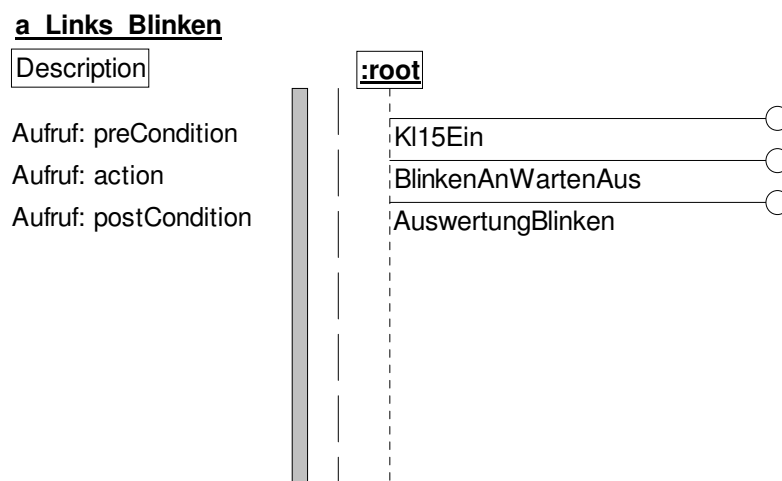 a_Links_Blinken
Description
:root
Aufruf: preCondition
Kl15Ein
Aufruf: action
BlinkenAnWartenAus
Aufruf: postCondition
AuswertungBlinken